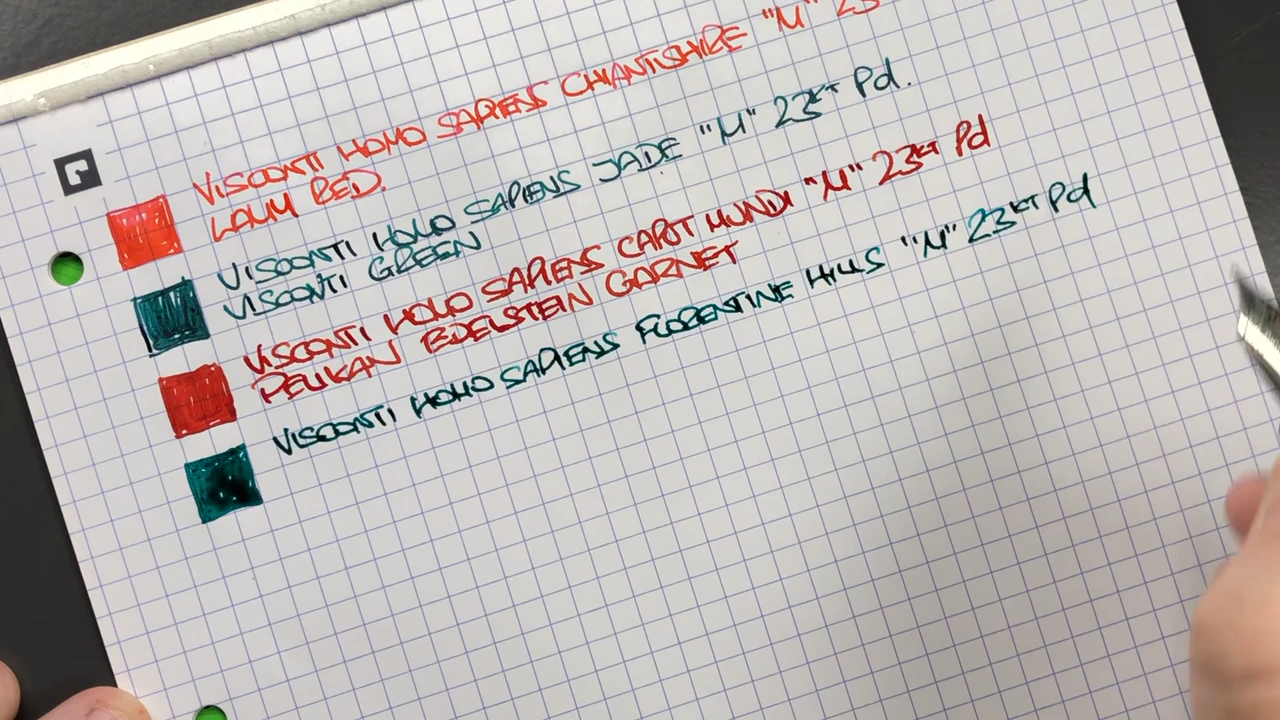 VISCONTI HOMO SAPIENS CHIANTISHIRE "M" 23
LAMY RED.
VISCONTI HOMO SAPIENS JADE "M" 23KT Pd.
VISCONTI GREEN
VISCONTI HOMO SAPIENS CAPUT MUNDI "M" 23KT Pd
PELIKAN EDELSTEIN GARNET
VISCONTI HOMO SAPIENS FLORENTINE HILLS "M" 23KT Pd